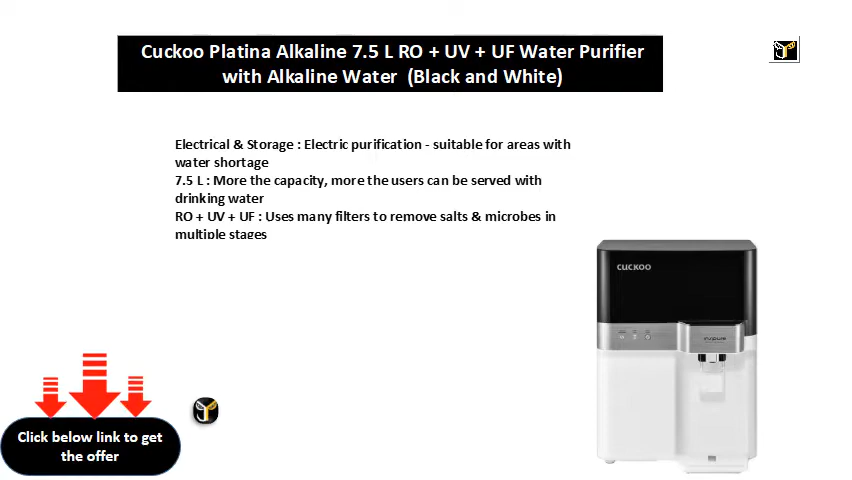 Cuckoo Platina Alkaline 7.5 L RO + UV + UF Water Purifier
with Alkaline Water (Black and White)
Electrical & Storage : Electric purification - suitable for areas with
water shortage
7.5 L : More the capacity, more the users can be served with
drinking water
RO + UV + UF : Uses many filters to remove salts & microbes in
multiple stages
CUCKOO
Click below link to get
the offer